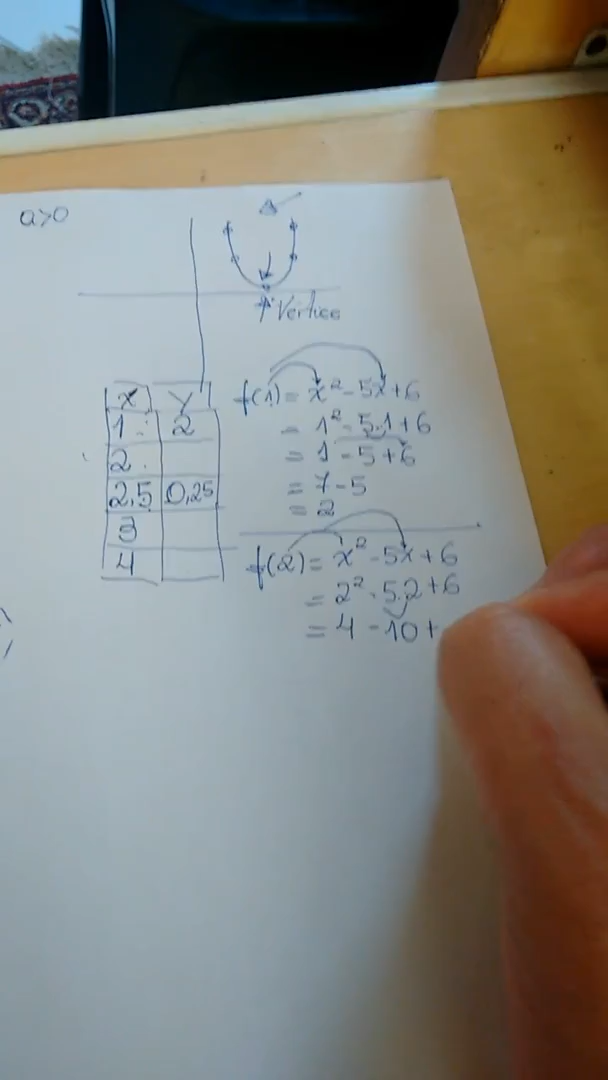 a>0
Vértice
x y
1 2
2
2,5 0,25
3
4
f(1) = x² - 5x + 6
= 1² - 5.1 + 6
= 1 - 5 + 6
= 7 - 5
= 2
f(2) = x² - 5x + 6
= 2² - 5.2 + 6
= 4 - 10 +